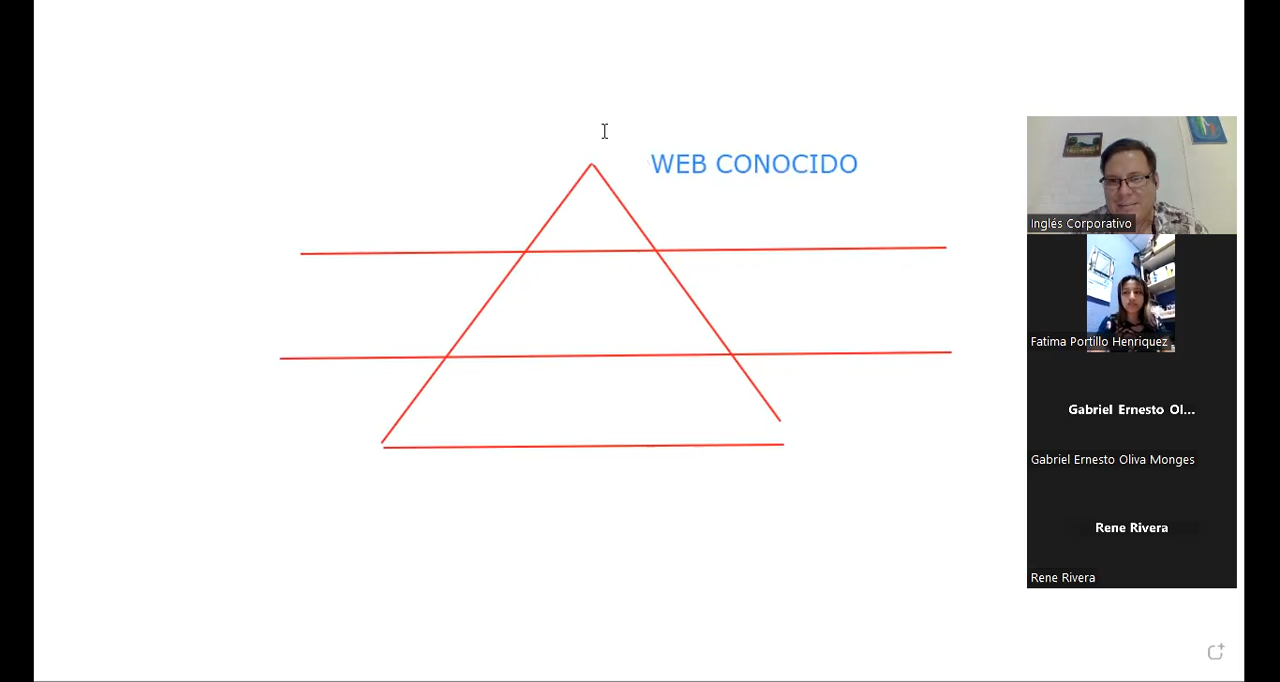 WEB CONOCIDO
Inglés Corporativo
Fatima Portillo Henriquez
Gabriel Ernesto Ol...
Gabriel Ernesto Oliva Monges
Rene Rivera
Rene Rivera